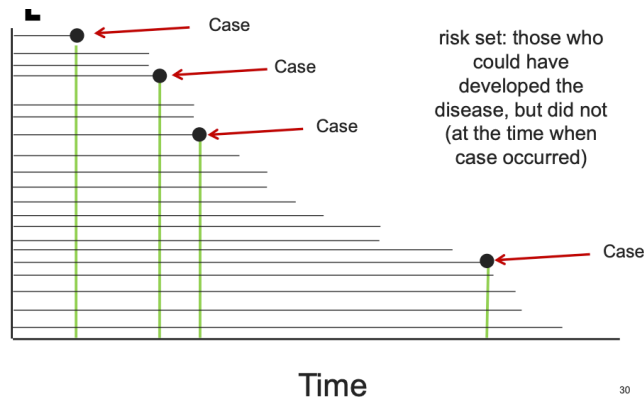 Case
Case
Case
Case
risk set: those who
could have
developed the
disease, but did not
(at the time when
case occurred)
Time
30